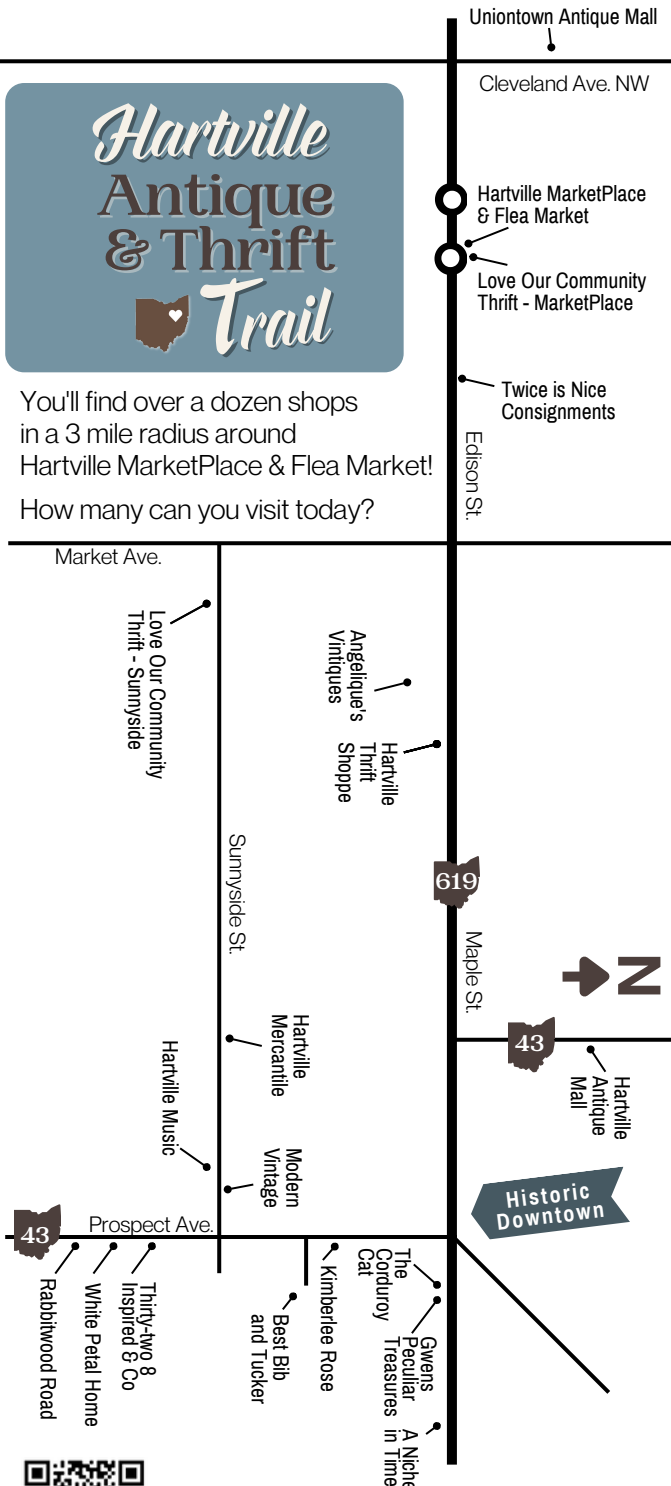 Uniontown Antique Mall
Cleveland Ave. NW
Hartville
Antique
& Thrift
Trail
Hartville MarketPlace
& Flea Market
Love Our Community
Thrift - MarketPlace
Twice is Nice
Consignments
You'll find over a dozen shops
in a 3 mile radius around
Hartville MarketPlace & Flea Market!
How many can you visit today?
Edison St.
Market Ave.
Love Our Community
Thrift - Sunnyside
Angelique's
Vintiques
Hartville
Thrift
Shoppe
Sunnyside St.
619
Maple St.
N
43
Hartville
Antique
Mall
Hartville
Mercantile
Hartville Music
Modern
Vintage
Historic
Downtown
Prospect Ave.
43
Rabbitwood Road
White Petal Home
Thirty-two 8
Inspired & Co
Best Bib
and Tucker
Kimberlee Rose
The
Corduroy
Cat
Gwens
Peculiar
Treasures
A Niche
in Time